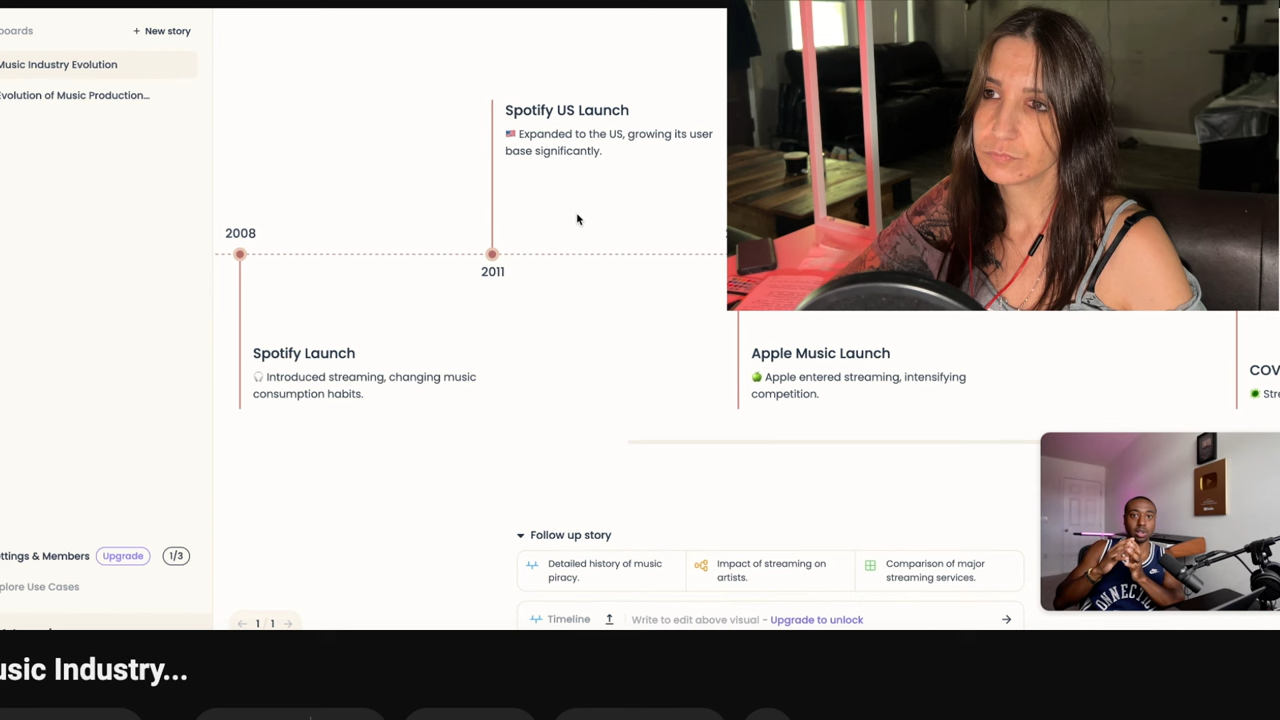 boards
+ New story
Music Industry Evolution
Evolution of Music Production...
Spotify US Launch
Expanded to the US, growing its user
base significantly.
2008
2011
Spotify Launch
Introduced streaming, changing music
consumption habits.
Apple Music Launch
Apple entered streaming, intensifying
competition.
COV
Stre
Follow up story
Detailed history of music
piracy.
Impact of streaming on
artists.
Comparison of major
streaming services.
ttings & Members
Upgrade
1/3
plore Use Cases
Timeline
Write to edit above visual - Upgrade to unlock
← 1 / 1 →
CONNECTIC
usic Industry...